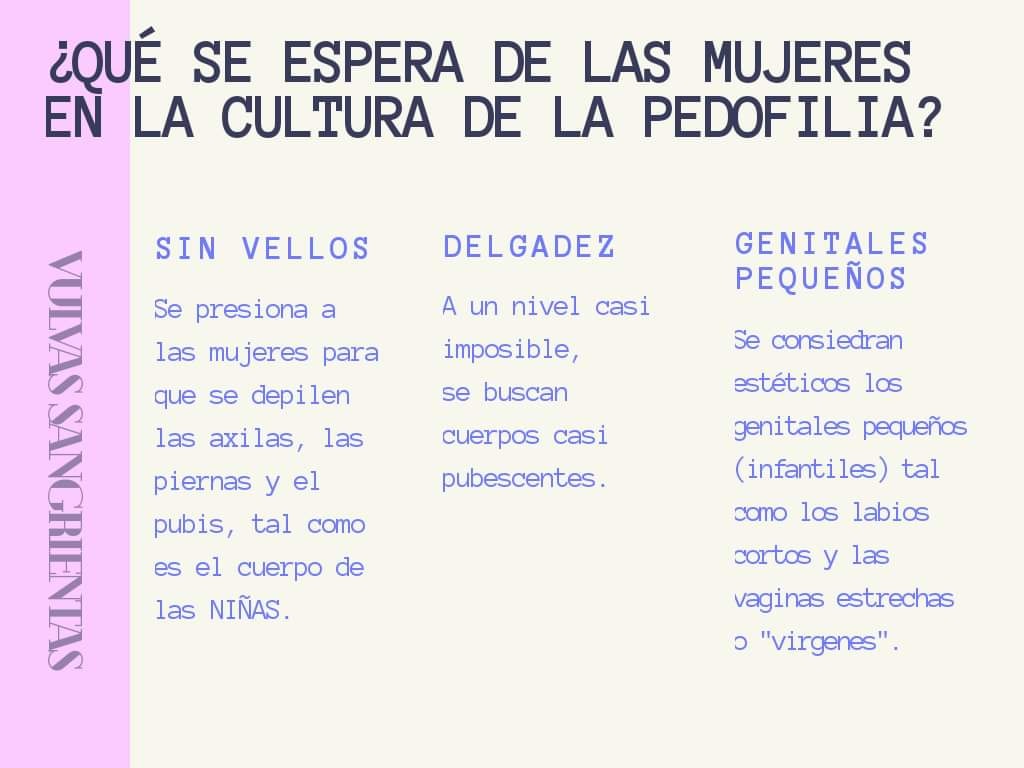 ¿QUÉ SE ESPERA DE LAS MUJERES
EN LA CULTURA DE LA PEDOFILIA?
VULVAS SANGRIENTAS
SIN VELLOS
Se presiona a
las mujeres para
que se depilen
las axilas, las
piernas y el
pubis, tal como
es el cuerpo de
las NIÑAS.
DELGADEZ
A un nivel casi
imposible,
se buscan
cuerpos casi
pubescentes.
GENITALES
PEQUEÑOS
Se consiedran
estéticos los
genitales pequeños
(infantiles) tal
como los labios
cortos y las
vaginas estrechas
o "virgenes".